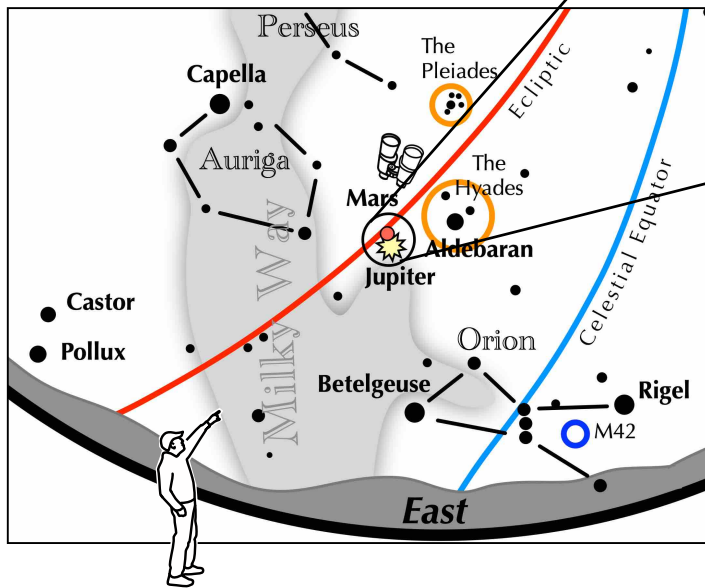 Perseus
The
Pleiades
Ecliptic
Capella
Auriga
Mars
The
Hyades
Aldebaran
Jupiter
Milky Way
Celestial Equator
Castor
Pollux
Orion
Betelgeuse
Rigel
M42
East